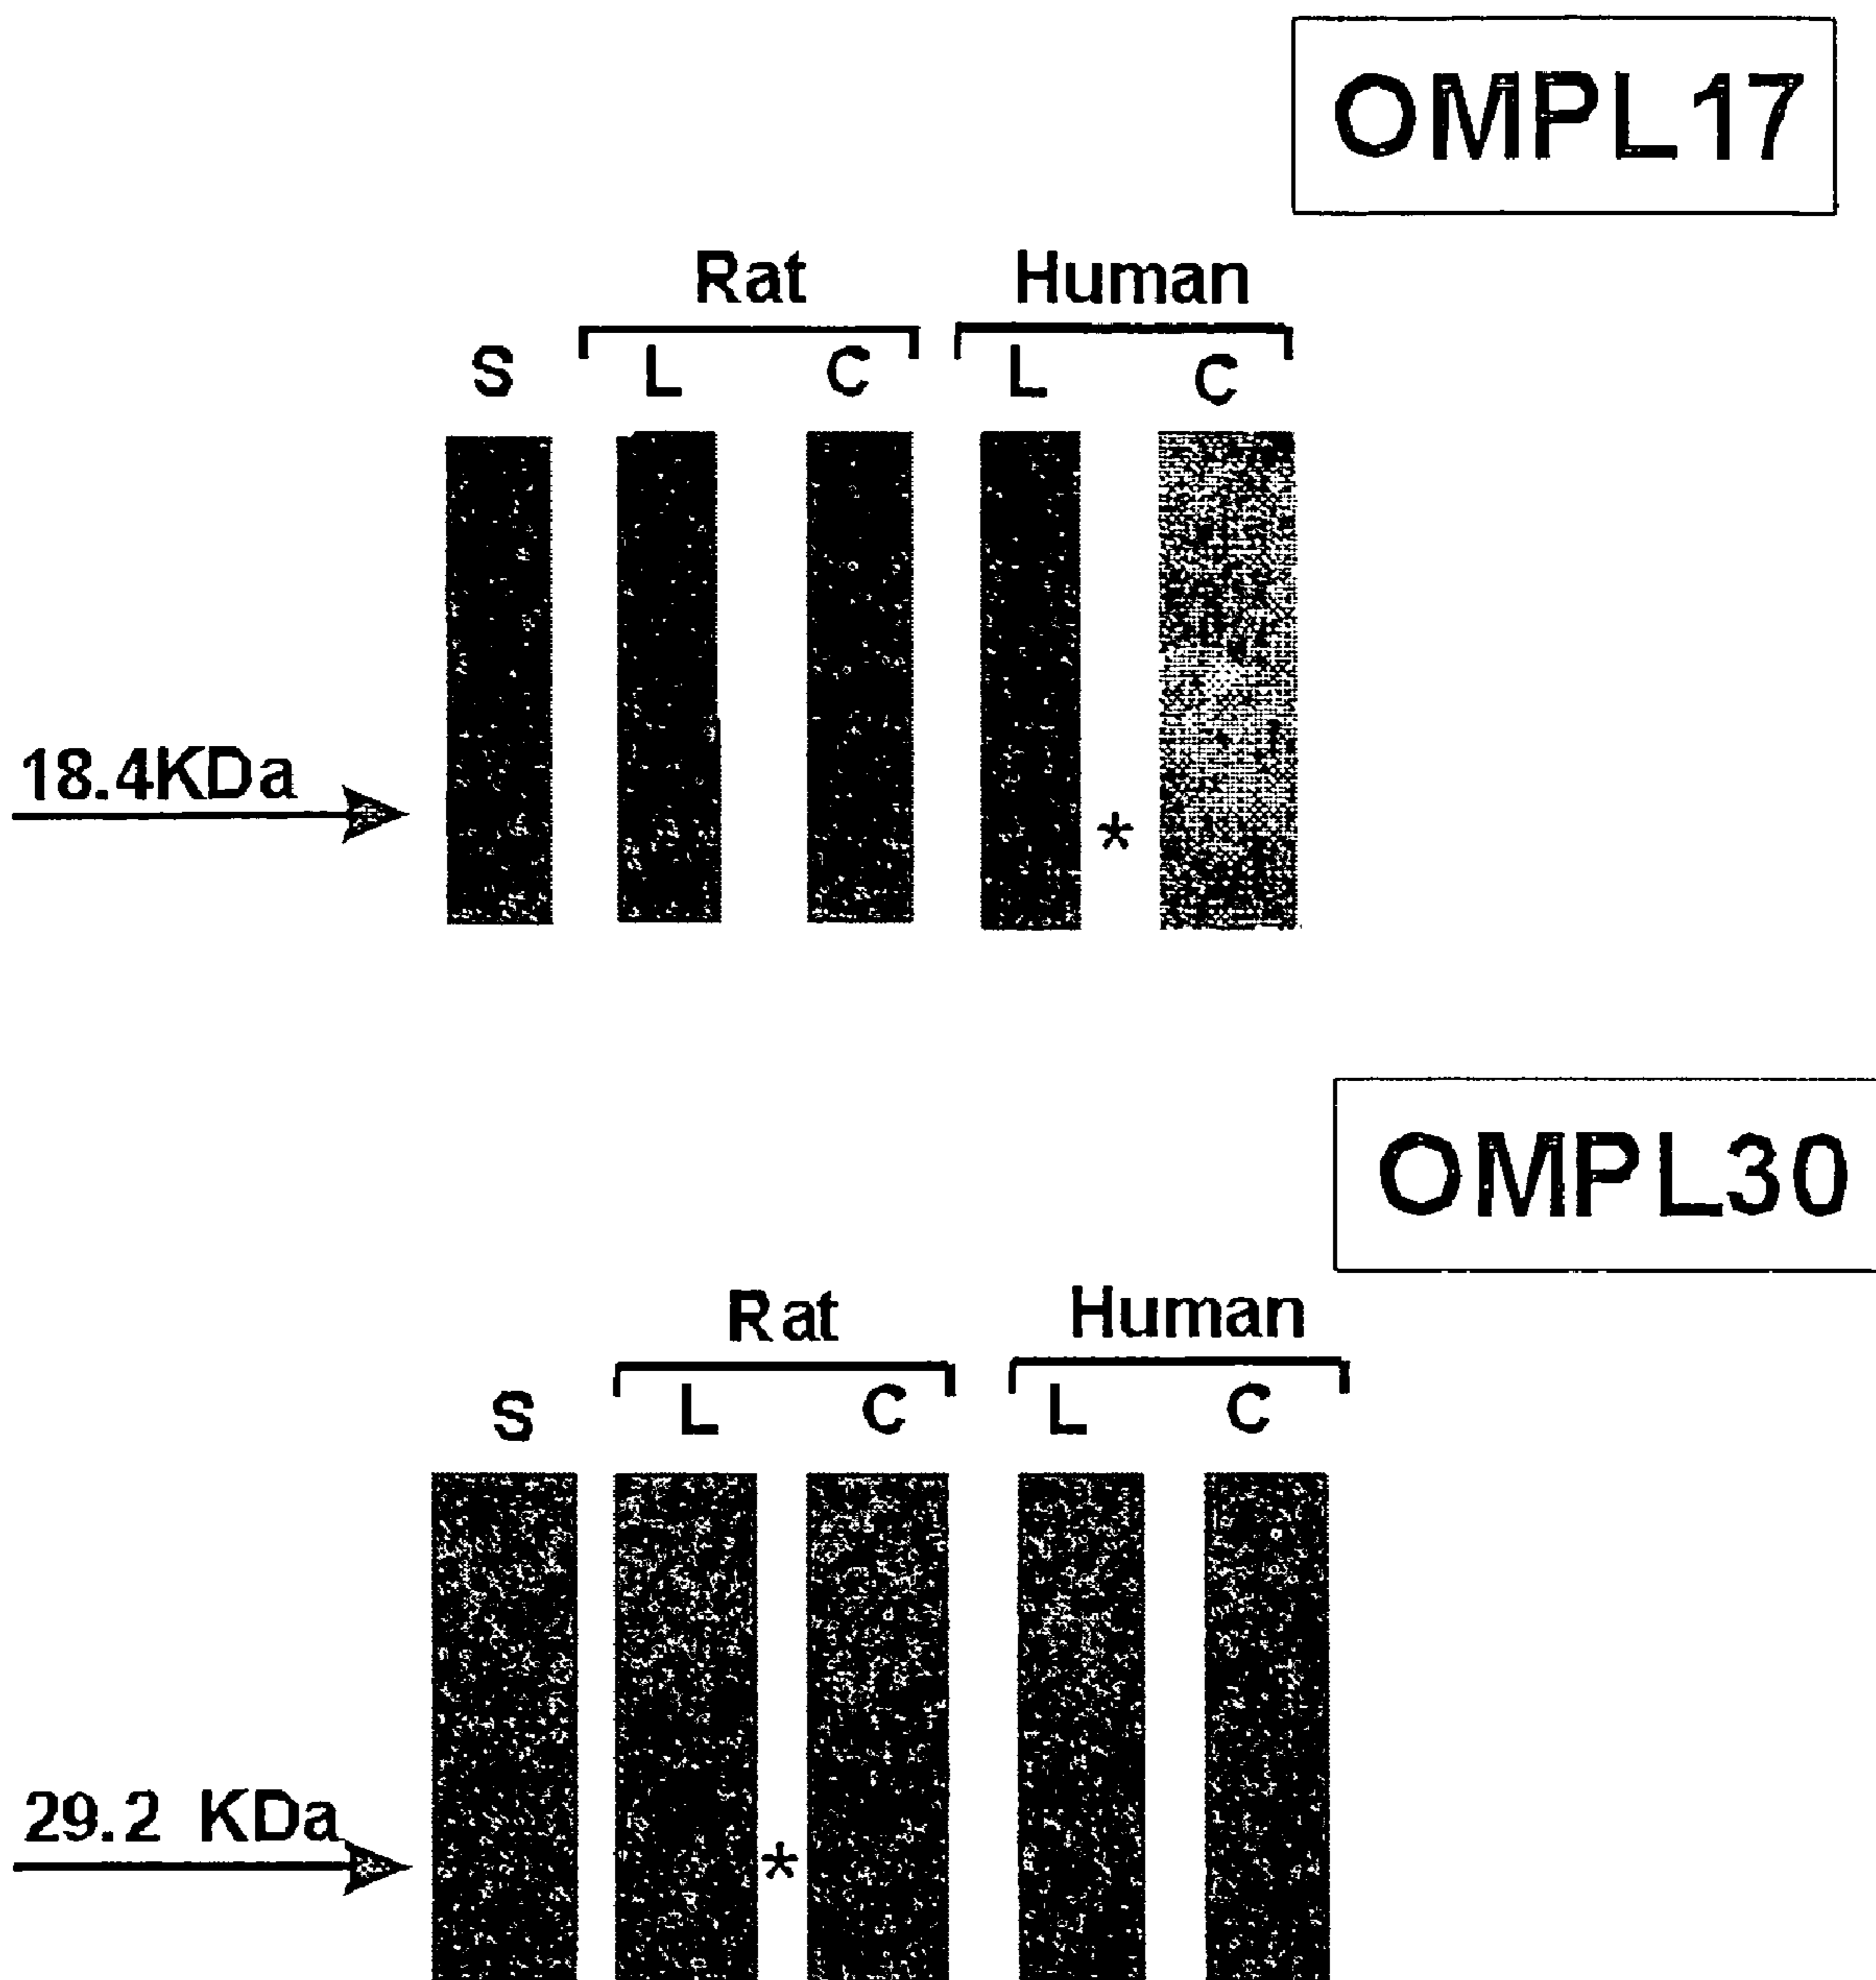 OMPL17
Rat Human
S L C L C
18.4KDa
*
OMPL30
Rat Human
S L C L C
29.2 KDa
*